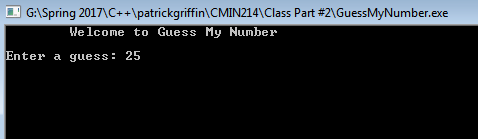 G:\Spring 2017\C++\patrickgriffin\CMIN214\Class Part #2\GuessMyNumber.exe
Welcome to Guess My Number
Enter a guess: 25